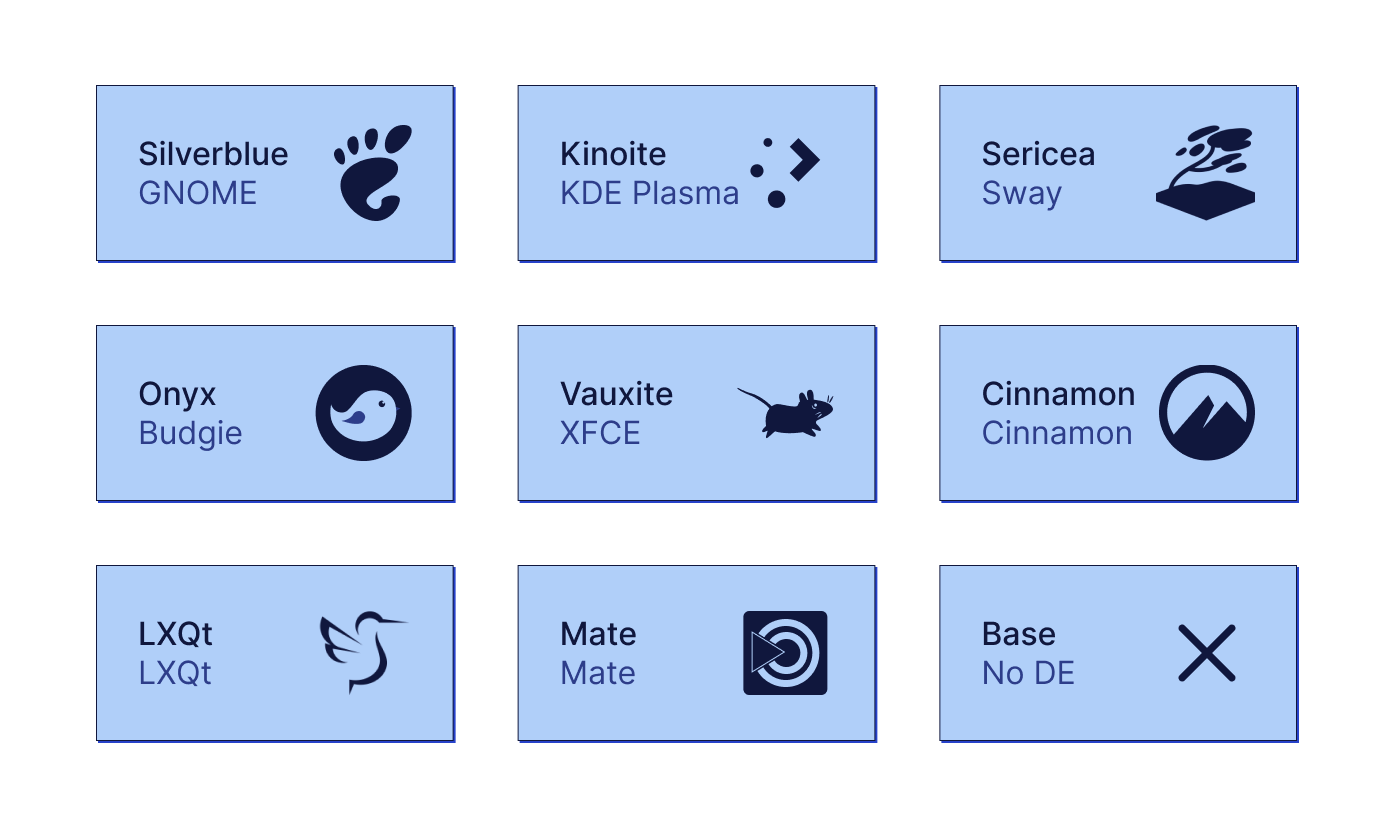 Silverblue
GNOME
Kinoite
KDE Plasma
Sericea
Sway
Onyx
Budgie
Vauxite
XFCE
Cinnamon
Cinnamon
LXQt
LXQt
Mate
Mate
Base
No DE